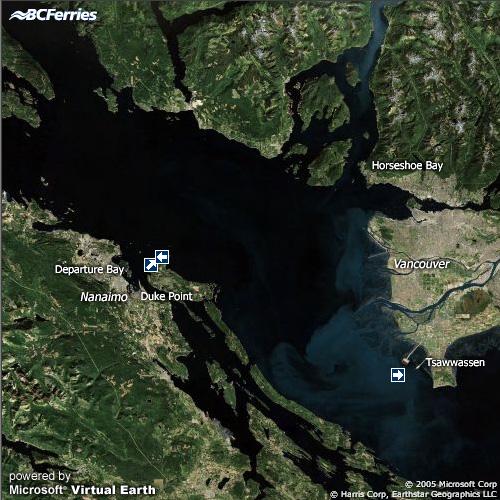 BCFerries
Horseshoe Bay
Vancouver
Departure Bay
Nanaimo
Duke Point
Tsawwassen
powered by
Microsoft® Virtual Earth™
© 2005 Microsoft Corp
© Harris Corp, Earthstar Geographics LLC